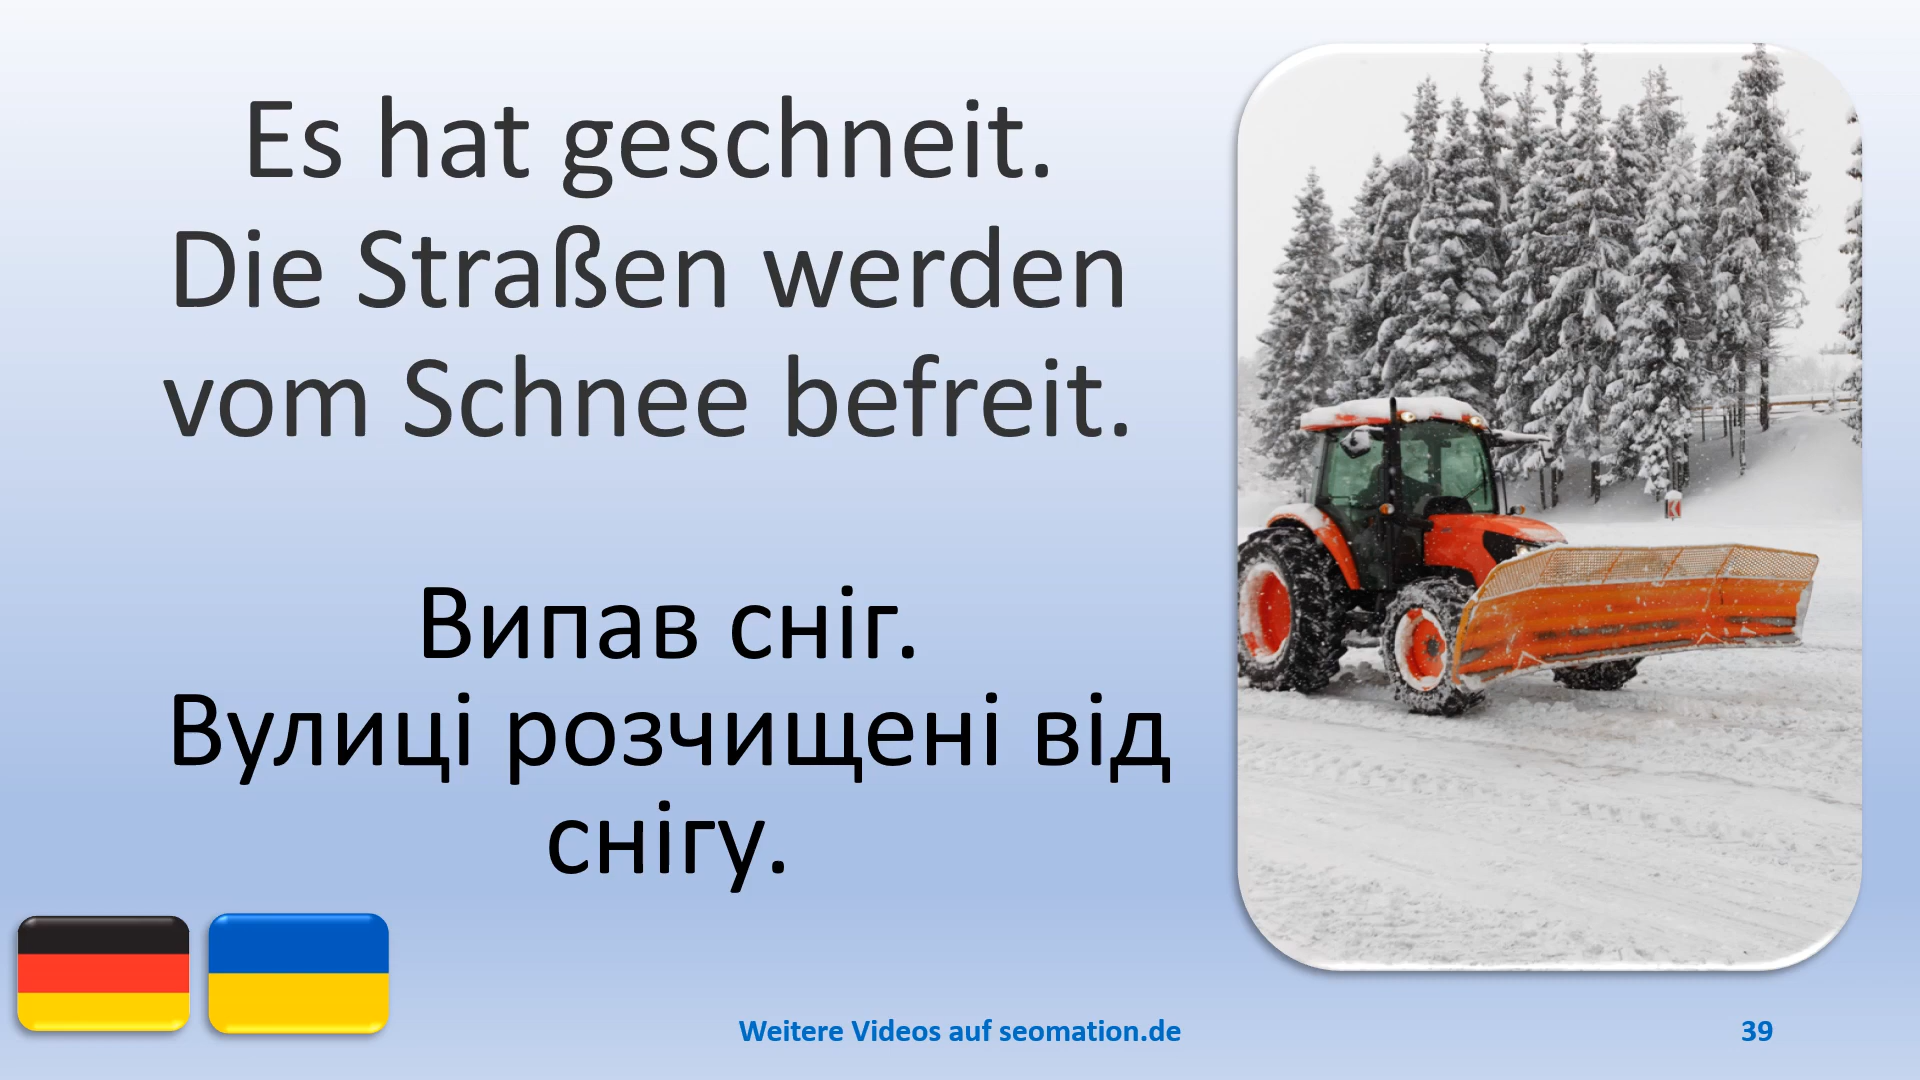 Es hat geschneit.
Die Straßen werden
vom Schnee befreit.
Випав сніг.
Вулиці розчищені від
снігу.
Weitere Videos auf seomation.de
39